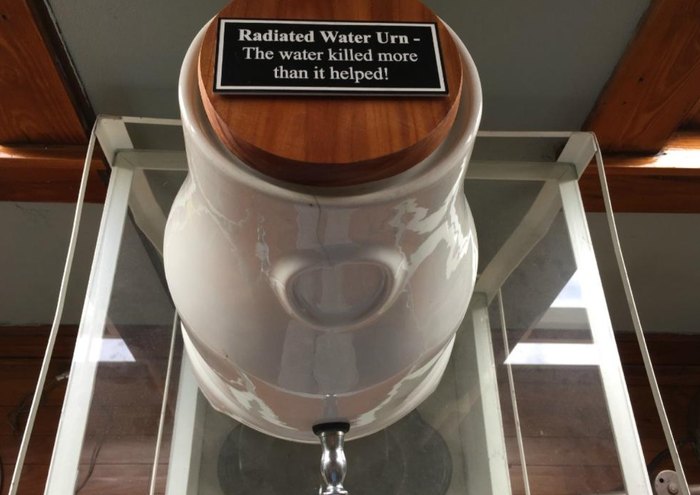 Radiated Water Urn -
The water killed more
than it helped!